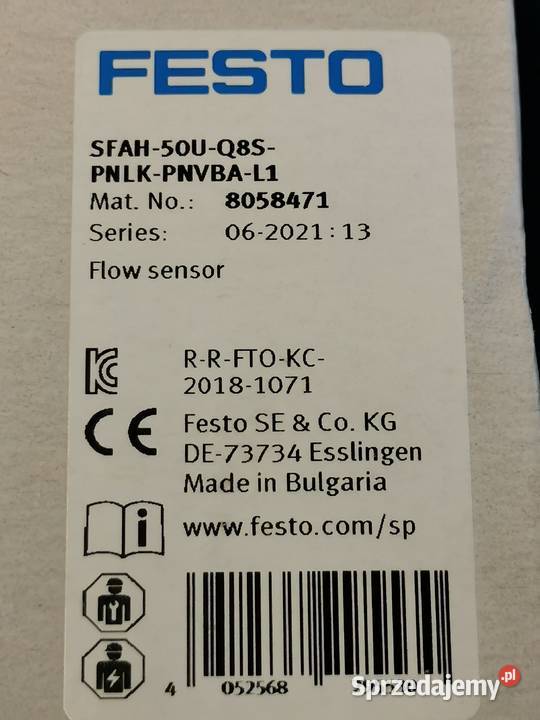 FESTO
SFAH-50U-Q8S-
PNLK-PNVBA-L1
Mat. No.: 8058471
Series: 06-2021:13
Flow sensor
R-R-FTO-KC-
2018-1071
Festo SE & Co. KG
DE-73734 Esslingen
Made in Bulgaria
www.festo.com/sp
4 052568
Sprzedajemy.pl